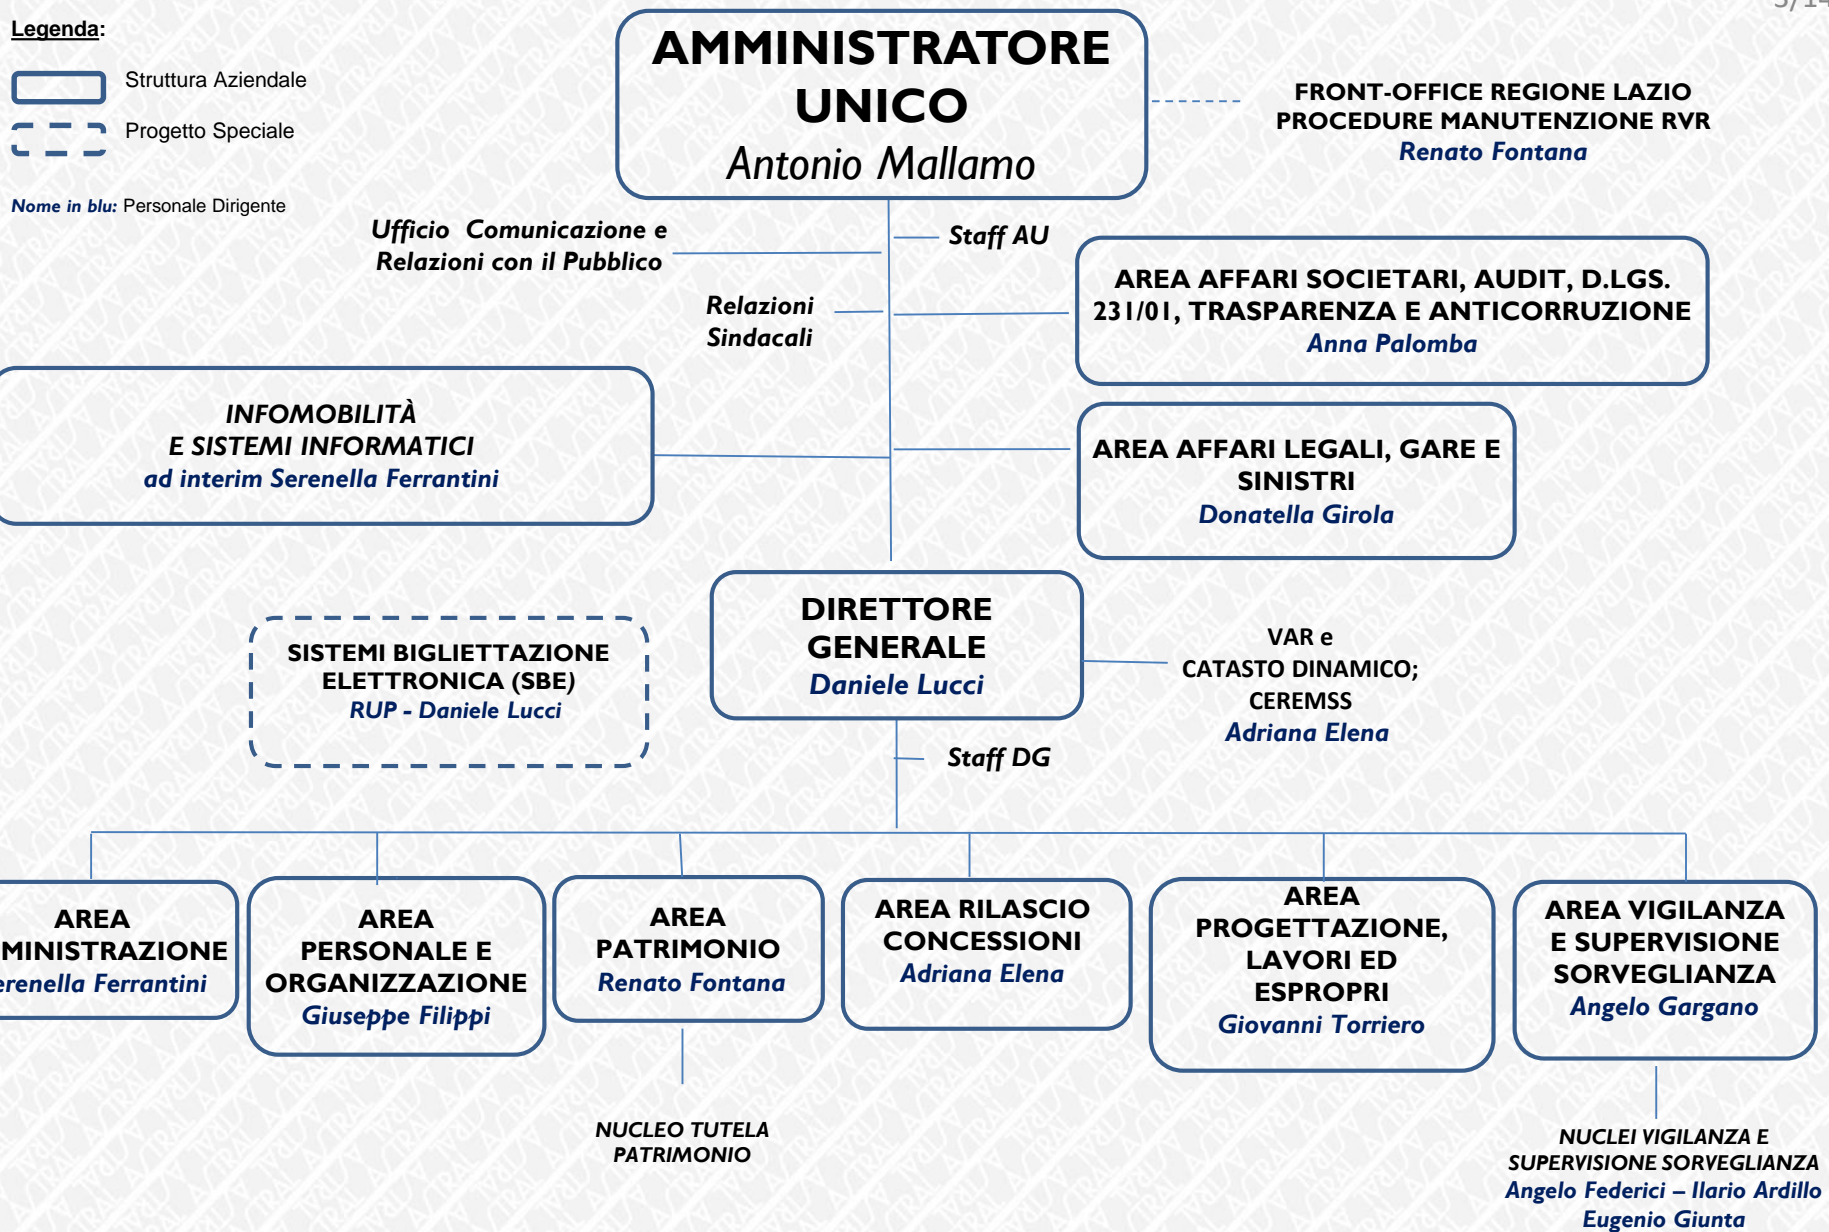 3/14
Legenda:
Struttura Aziendale
Progetto Speciale
Nome in blu: Personale Dirigente
AMMINISTRATORE
UNICO
Antonio Mallamo
FRONT-OFFICE REGIONE LAZIO
PROCEDURE MANUTENZIONE RVR
Renato Fontana
Ufficio Comunicazione e
Relazioni con il Pubblico
Staff AU
Relazioni
Sindacali
AREA AFFARI SOCIETARI, AUDIT, D.LGS.
231/01, TRASPARENZA E ANTICORRUZIONE
Anna Palomba
INFOMOBILITÀ
E SISTEMI INFORMATICI
ad interim Serenella Ferrantini
AREA AFFARI LEGALI, GARE E
SINISTRI
Donatella Girola
DIRETTORE
GENERALE
Daniele Lucci
SISTEMI BIGLIETTAZIONE
ELETTRONICA (SBE)
RUP - Daniele Lucci
VAR e
CATASTO DINAMICO;
CEREMSS
Adriana Elena
Staff DG
AREA
MINISTRAZIONE
erenella Ferrantini
AREA
PERSONALE E
ORGANIZZAZIONE
Giuseppe Filippi
AREA
PATRIMONIO
Renato Fontana
AREA RILASCIO
CONCESSIONI
Adriana Elena
AREA
PROGETTAZIONE,
LAVORI ED
ESPROPRI
Giovanni Torriero
AREA VIGILANZA
E SUPERVISIONE
SORVEGLIANZA
Angelo Gargano
NUCLEO TUTELA
PATRIMONIO
NUCLEI VIGILANZA E
SUPERVISIONE SORVEGLIANZA
Angelo Federici – Ilario Ardillo
Eugenio Giunta